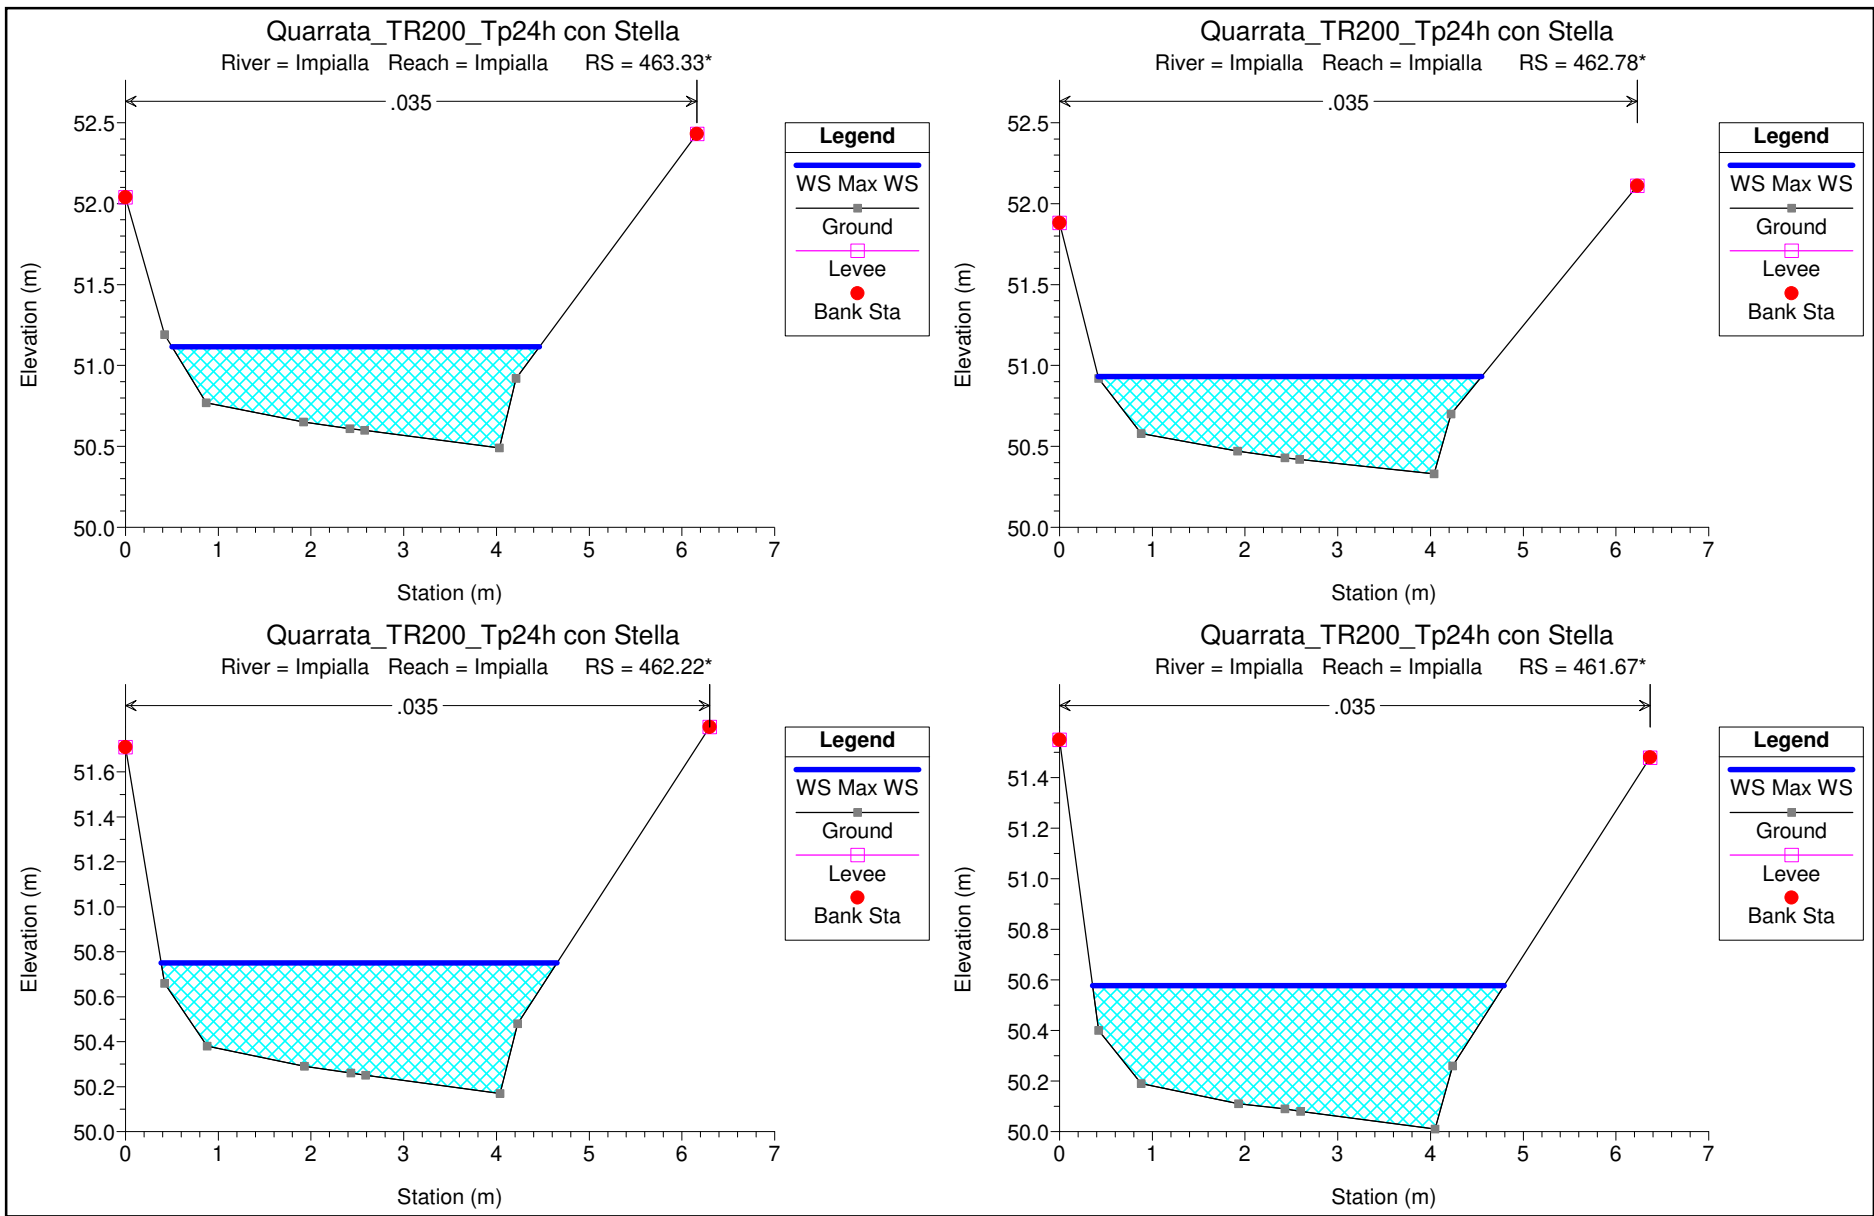 Quarrata_TR200_Tp24h con Stella
River = Impialla Reach = Impialla RS = 463.33*
.035
52.5
52.0
51.5
51.0
50.5
50.0
0 1 2 3 4 5 6 7
Elevation (m)
Station (m)
Legend
WS Max WS
Ground
Levee
Bank Sta
Quarrata_TR200_Tp24h con Stella
River = Impialla Reach = Impialla RS = 462.78*
.035
52.5
52.0
51.5
51.0
50.5
50.0
0 1 2 3 4 5 6 7
Elevation (m)
Station (m)
Legend
WS Max WS
Ground
Levee
Bank Sta
Quarrata_TR200_Tp24h con Stella
River = Impialla Reach = Impialla RS = 462.22*
.035
51.6
51.4
51.2
51.0
50.8
50.6
50.4
50.2
50.0
0 1 2 3 4 5 6 7
Elevation (m)
Station (m)
Legend
WS Max WS
Ground
Levee
Bank Sta
Quarrata_TR200_Tp24h con Stella
River = Impialla Reach = Impialla RS = 461.67*
.035
51.4
51.2
51.0
50.8
50.6
50.4
50.2
50.0
0 1 2 3 4 5 6 7
Elevation (m)
Station (m)
Legend
WS Max WS
Ground
Levee
Bank Sta